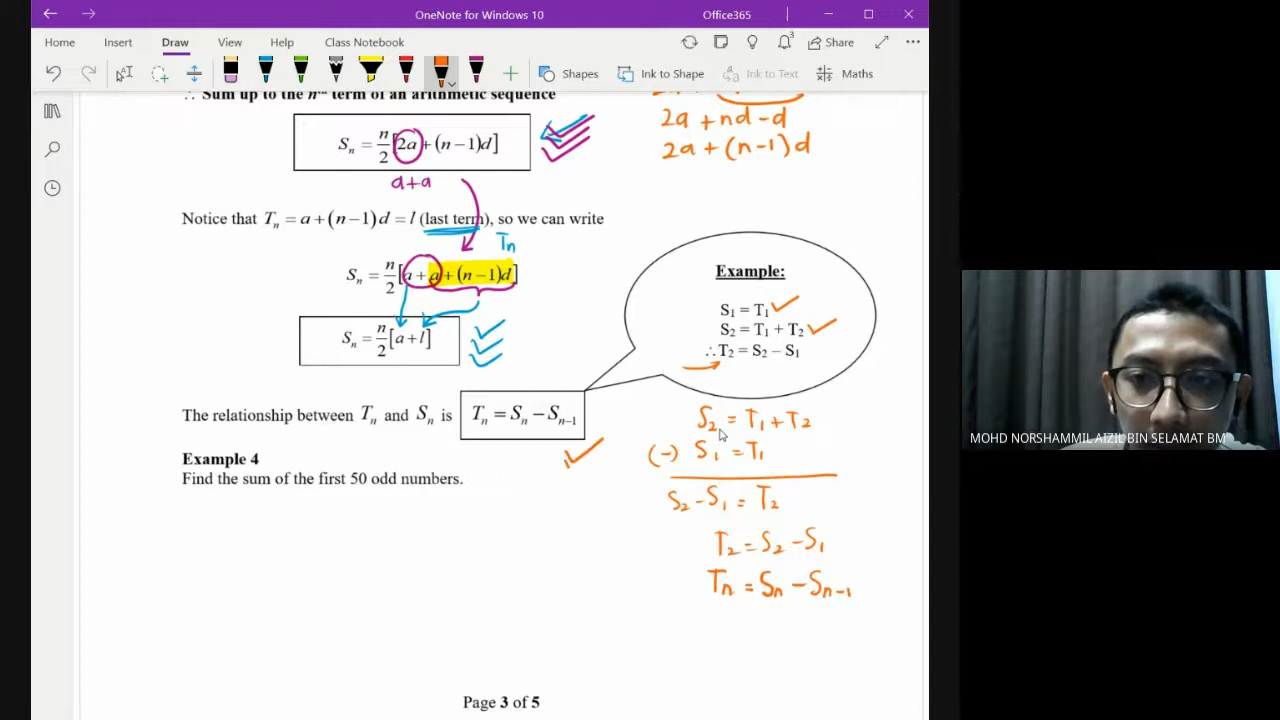 OneNote for Windows 10
Office365
Home Insert Draw View Help Class Notebook
Share
Shapes Ink to Shape Ink to Text Maths
∴ Sum up to the nth term of an arithmetic sequence
Sₙ = n/2[2a + (n − 1)d]
a+a
2a + nd - d
2a + (n-1)d
Notice that Tₙ = a + (n − 1)d = l (last term), so we can write
Tn
Sₙ = n/2[a + a + (n − 1)d]
Sₙ = n/2[a + l]
Example:
S₁ = T₁
S₂ = T₁ + T₂
∴ T₂ = S₂ − S₁
The relationship between Tₙ and Sₙ is Tₙ = Sₙ − Sₙ₋₁
S₂ = T₁ + T₂
(-) S₁ = T₁
S₂ - S₁ = T₂
T₂ = S₂ - S₁
Tn = Sn - Sn-1
Example 4
Find the sum of the first 50 odd numbers.
Page 3 of 5
MOHD NORSHAMMIL AIZIL BIN SELAMAT BM